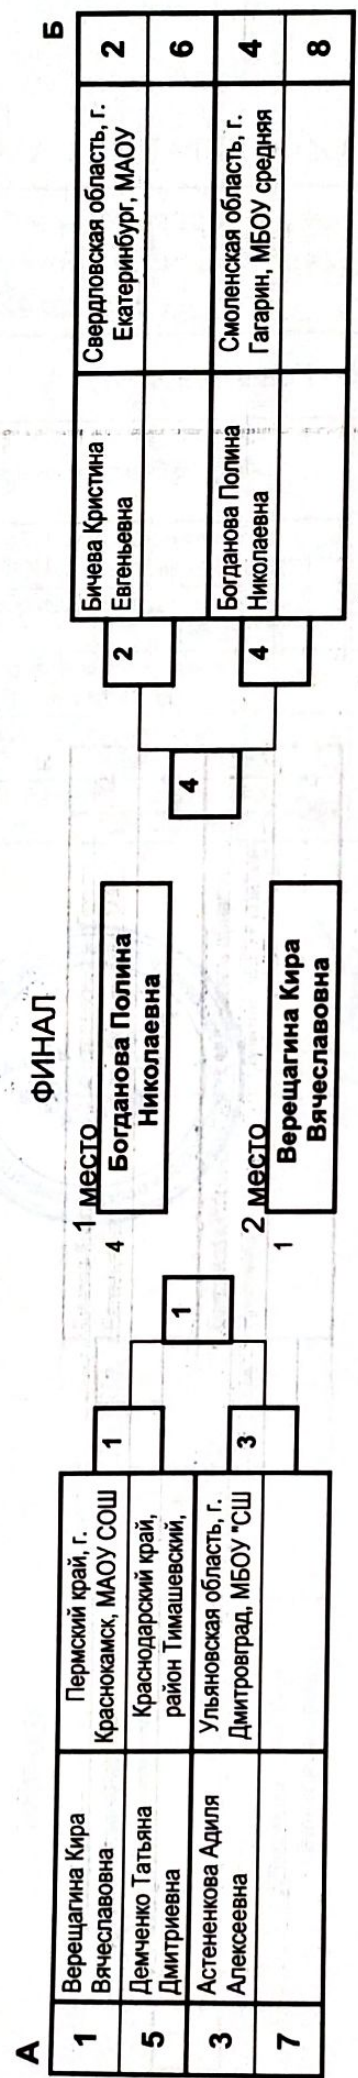 А
1
Верещагина Кира
Вячеславовна
Пермский край, г.
Краснокамск, МАОУ СОШ
5
Демченко Татьяна
Дмитриевна
Краснодарский край,
район Тимашевский,
3
Астененкова Адиля
Алексеевна
Ульяновская область, г.
Дмитровград, МБОУ "СШ
7
1
3
1
ФИНАЛ
1 место
4
Богданова Полина
Николаевна
2 место
1
Верещагина Кира
Вячеславовна
4
2
4
Б
Бичева Кристина
Евгеньевна
Свердловская область, г.
Екатеринбург, МАОУ
2
6
Богданова Полина
Николаевна
Смоленская область, г.
Гагарин, МБОУ средняя
4
8